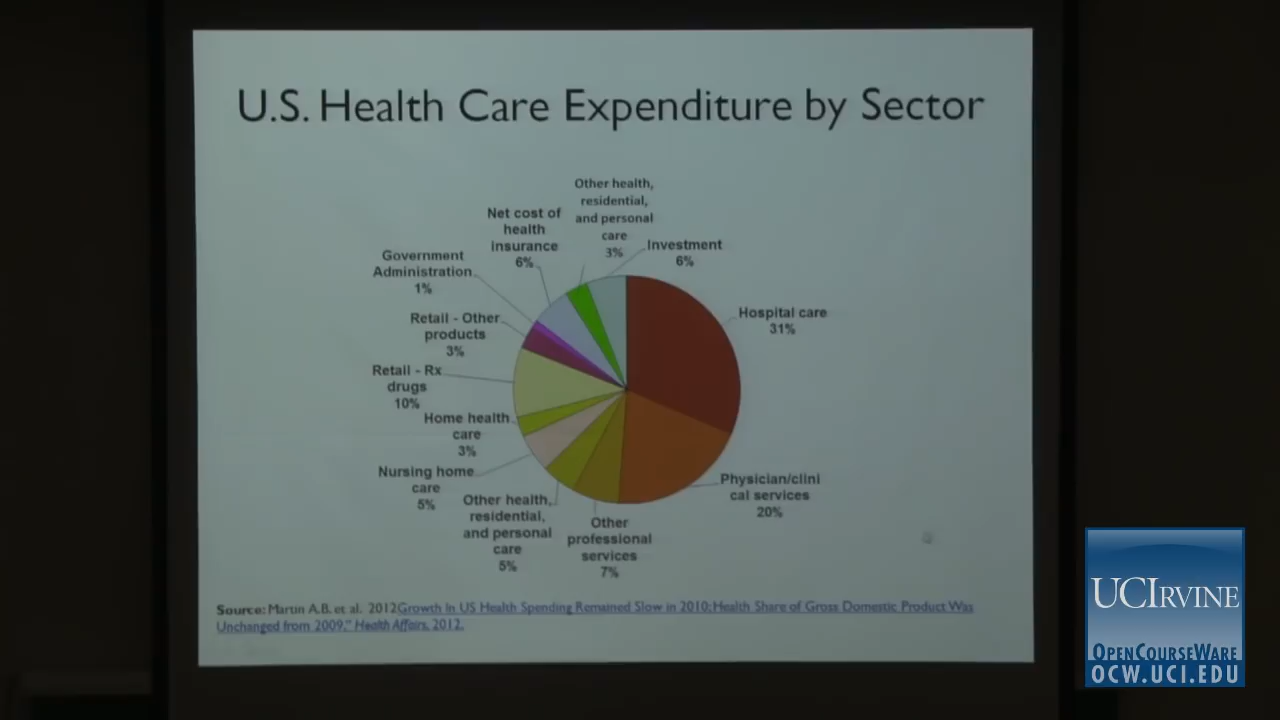 U.S. Health Care Expenditure by Sector
Other health,
residential,
and personal
care
3%
Net cost of
health
insurance
6%
Investment
6%
Government
Administration
1%
Hospital care
31%
Retail - Other
products
3%
Retail - Rx
drugs
10%
Home health
care
3%
Nursing home
care
5%
Physician/clini
cal services
20%
Other health,
residential,
and personal
care
5%
Other
professional
services
7%
Source: Martin A.B. et al. 2012 Growth In US Health Spending Remained Slow in 2010; Health Share of Gross Domestic Product Was
Unchanged from 2009," Health Affairs, 2012.
UCIRVINE
OPENCOURSEWARE
OCW.UCI.EDU